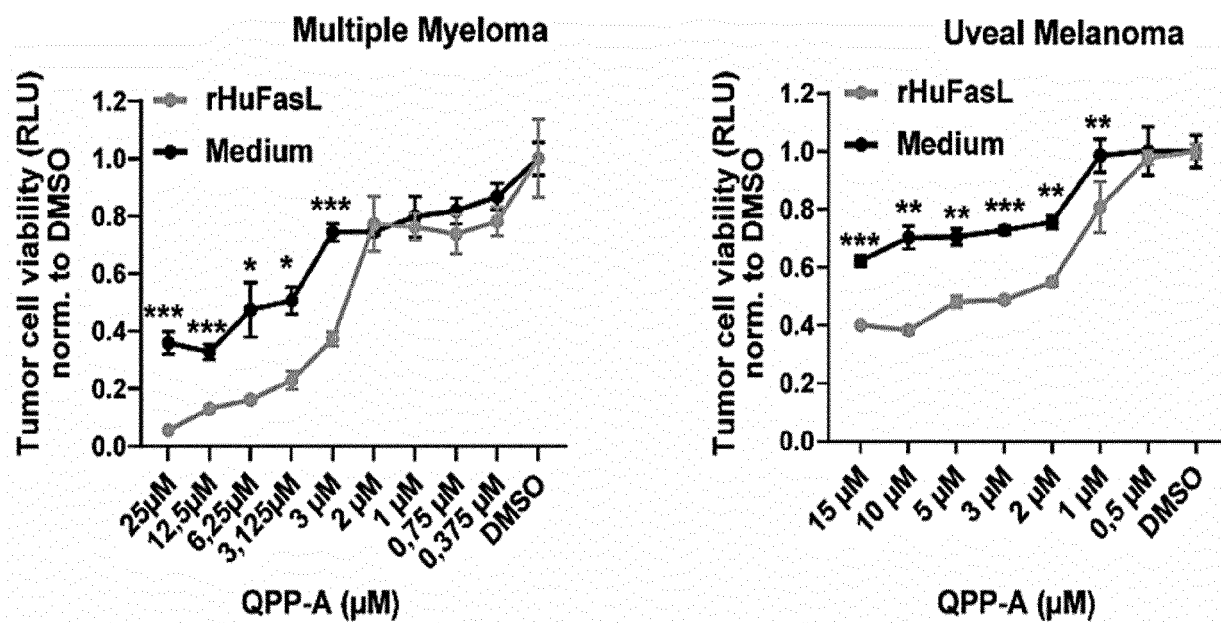 Multiple Myeloma
Tumor cell viability (RLU)
norm. to DMSO
rHuFasL
Medium
1.2
1.0
0.8
0.6
0.4
0.2
0.0
***
***
*
*
***
25µM
12,5µM
6,25µM
3,125µM
3 µM
2 µM
1 µM
0,75 µM
0,375 µM
DMSO
QPP-A (µM)
Uveal Melanoma
Tumor cell viability (RLU)
norm. to DMSO
rHuFasL
Medium
1.2
1.0
0.8
0.6
0.4
0.2
0.0
***
**
**
***
**
**
15 µM
10 µM
5 µM
3 µM
2 µM
1 µM
0,5 µM
DMSO
QPP-A (µM)